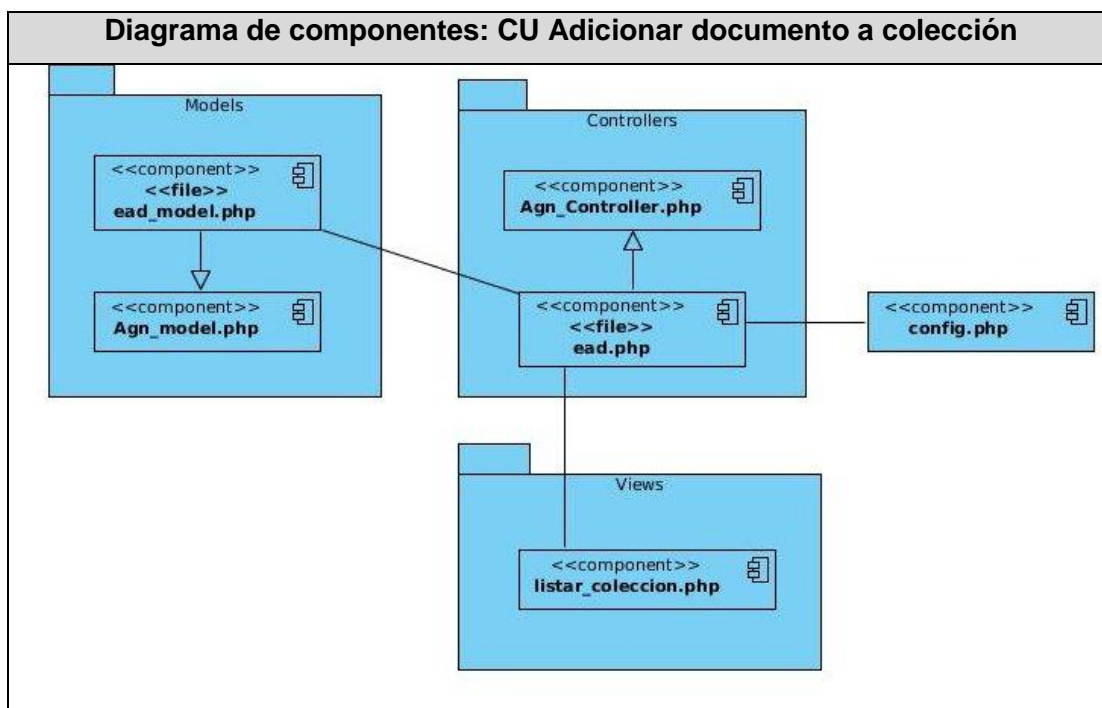 Diagrama de componentes: CU Adicionar documento a colección
Models
<<component>>
<<file>>
ead_model.php
<<component>>
Agn_model.php
Controllers
<<component>>
Agn_Controller.php
<<component>>
<<file>>
ead.php
<<component>>
config.php
Views
<<component>>
listar_coleccion.php